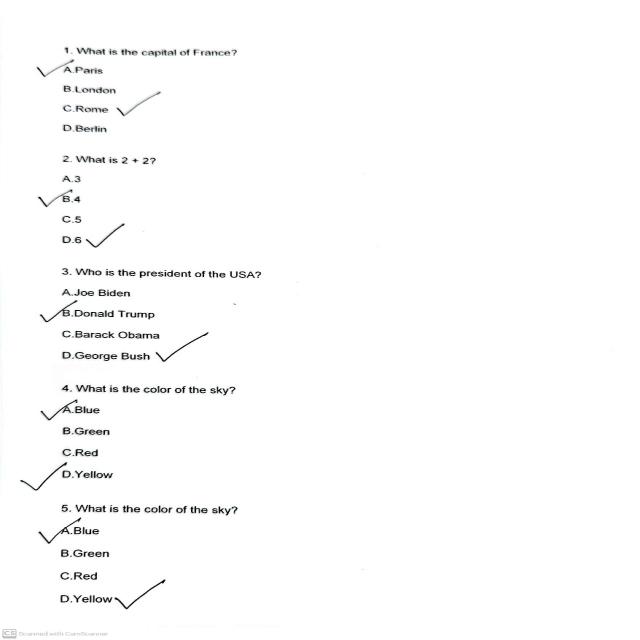 1. What is the capital of France?
A.Paris
B.London
C.Rome
D.Berlin
2. What is 2 + 2?
A.3
B.4
C.5
D.6
3. Who is the president of the USA?
A.Joe Biden
B.Donald Trump
C.Barack Obama
D.George Bush
4. What is the color of the sky?
A.Blue
B.Green
C.Red
D.Yellow
5. What is the color of the sky?
A.Blue
B.Green
C.Red
D.Yellow
CS Scanned with CamScanner